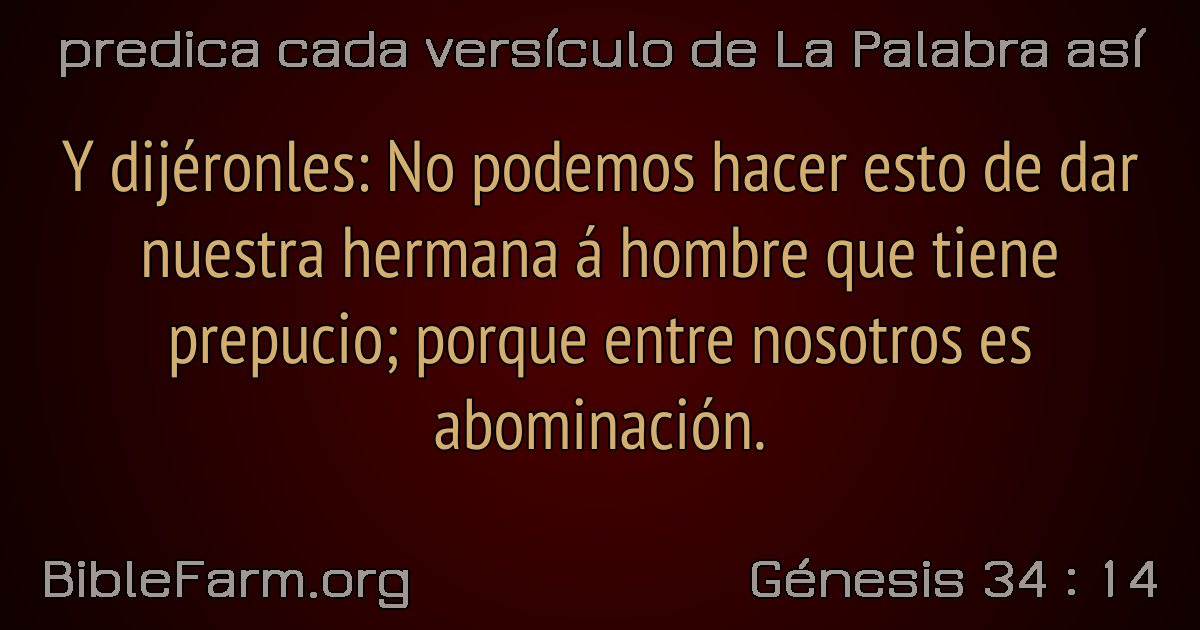 predica cada versículo de La Palabra así
Y dijéronles: No podemos hacer esto de dar
nuestra hermana á hombre que tiene
prepucio; porque entre nosotros es
abominación.
BibleFarm.org
Génesis 34 : 14